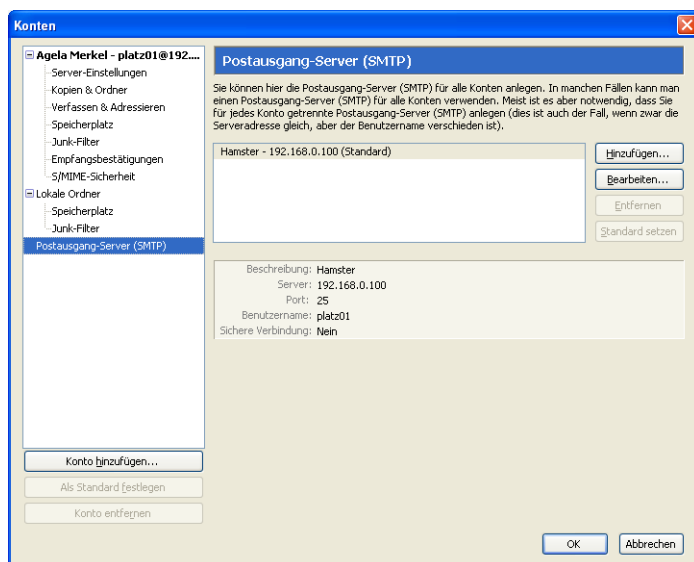 Konten
Agela Merkel - platz01@192....
Server-Einstellungen
Kopien & Ordner
Verfassen & Adressieren
Speicherplatz
Junk-Filter
Empfangsbestätigungen
S/MIME-Sicherheit
Lokale Ordner
Speicherplatz
Junk-Filter
Postausgang-Server (SMTP)
Konto hinzufügen...
Als Standard festlegen
Konto entfernen
Postausgang-Server (SMTP)
Sie können hier die Postausgang-Server (SMTP) für alle Konten anlegen. In manchen Fällen kann man
einen Postausgang-Server (SMTP) für alle Konten verwenden. Meist ist es aber notwendig, dass Sie
für jedes Konto getrennte Postausgang-Server (SMTP) anlegen (dies ist auch der Fall, wenn zwar die
Serveradresse gleich, aber der Benutzername verschieden ist).
Hamster - 192.168.0.100 (Standard)
Hinzufügen...
Bearbeiten...
Entfernen
Standard setzen
Beschreibung: Hamster
Server: 192.168.0.100
Port: 25
Benutzername: platz01
Sichere Verbindung: Nein
OK
Abbrechen